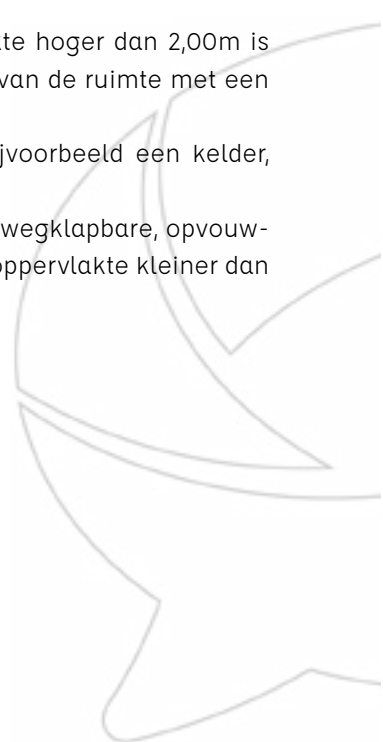 te hoger dan 2,00m is
van de ruimte met een
jvoorbeeld een kelder,
wegklapbare, opvouw-
oppervlakte kleiner dan